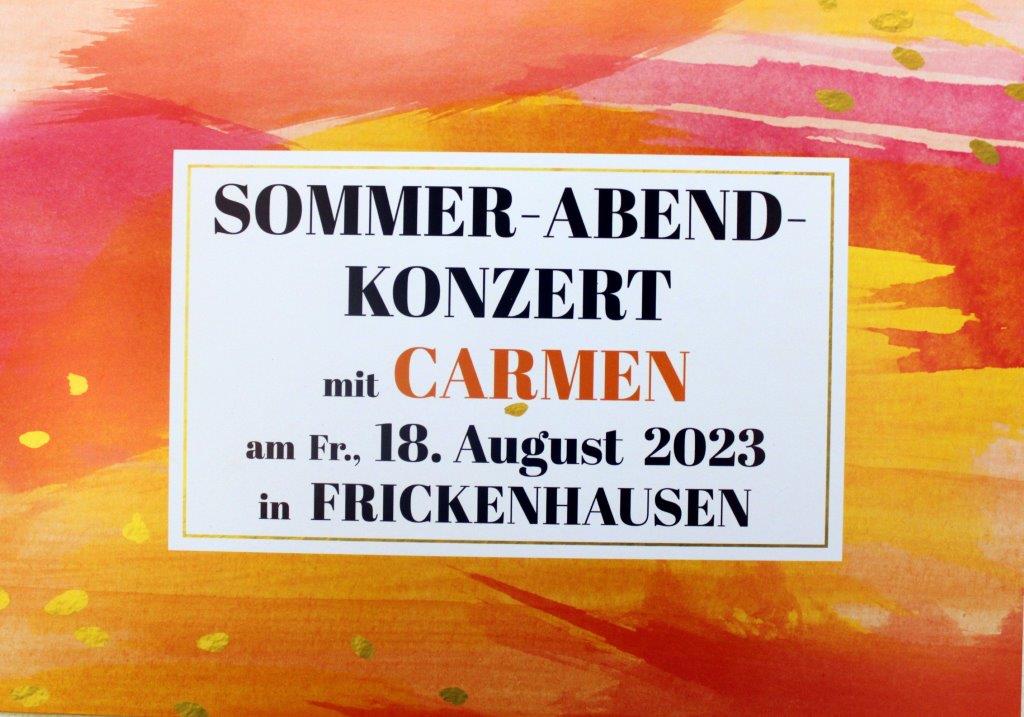 SOMMER-ABEND-
KONZERT
mit CARMEN
am Fr., 18. August 2023
in FRICKENHAUSEN